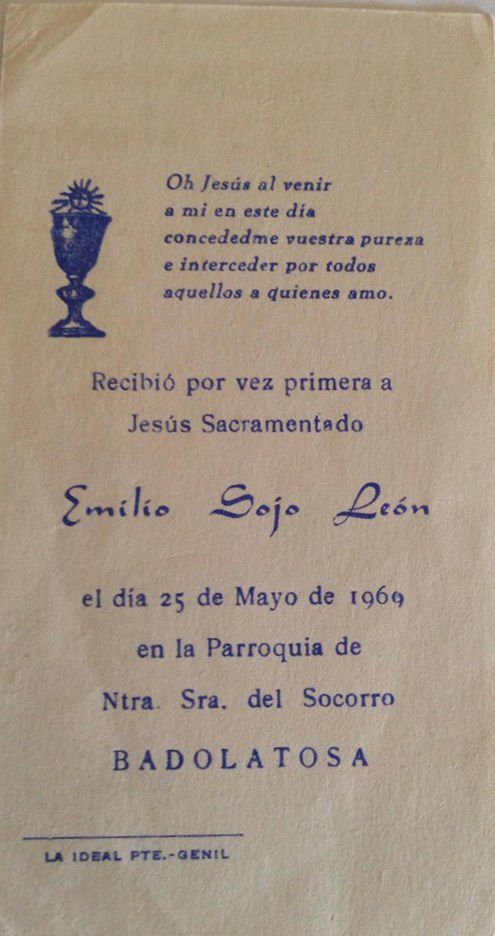 Oh Jesús al venir
a mi en este día
concededme vuestra pureza
e interceder por todos
aquellos a quienes amo.
Recibió por vez primera a
Jesús Sacramentado
Emilio Sojo León
el día 25 de Mayo de 1969
en la Parroquia de
Ntra. Sra. del Socorro
BADOLATOSA
LA IDEAL PTE.-GENIL